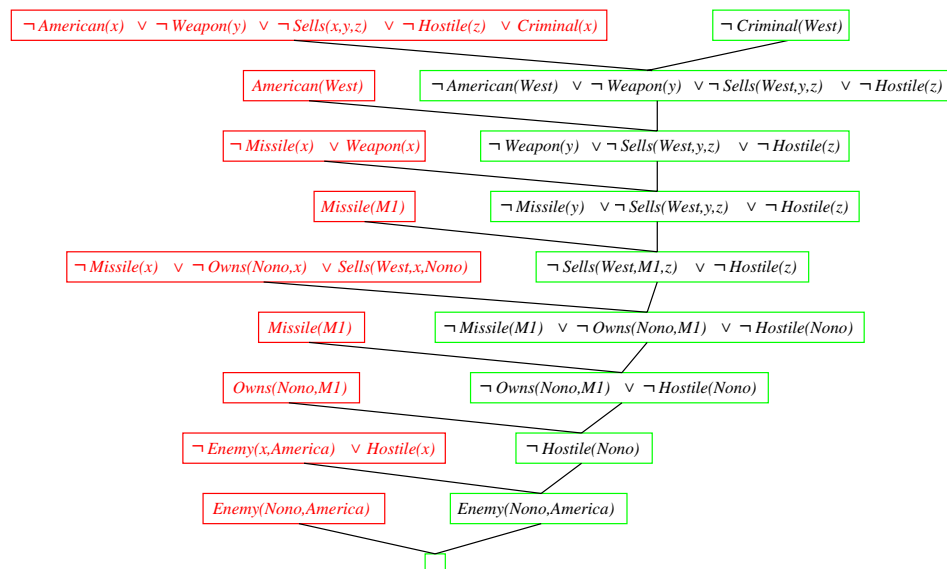 ¬ American(x) ∨ ¬ Weapon(y) ∨ ¬ Sells(x,y,z) ∨ ¬ Hostile(z) ∨ Criminal(x)
¬ Criminal(West)
American(West)
¬ American(West) ∨ ¬ Weapon(y) ∨ ¬ Sells(West,y,z) ∨ ¬ Hostile(z)
¬ Missile(x) ∨ Weapon(x)
¬ Weapon(y) ∨ ¬ Sells(West,y,z) ∨ ¬ Hostile(z)
Missile(M1)
¬ Missile(y) ∨ ¬ Sells(West,y,z) ∨ ¬ Hostile(z)
¬ Missile(x) ∨ ¬ Owns(Nono,x) ∨ Sells(West,x,Nono)
¬ Sells(West,M1,z) ∨ ¬ Hostile(z)
Missile(M1)
¬ Missile(M1) ∨ ¬ Owns(Nono,M1) ∨ ¬ Hostile(Nono)
Owns(Nono,M1)
¬ Owns(Nono,M1) ∨ ¬ Hostile(Nono)
¬ Enemy(x,America) ∨ Hostile(x)
¬ Hostile(Nono)
Enemy(Nono,America)
Enemy(Nono,America)